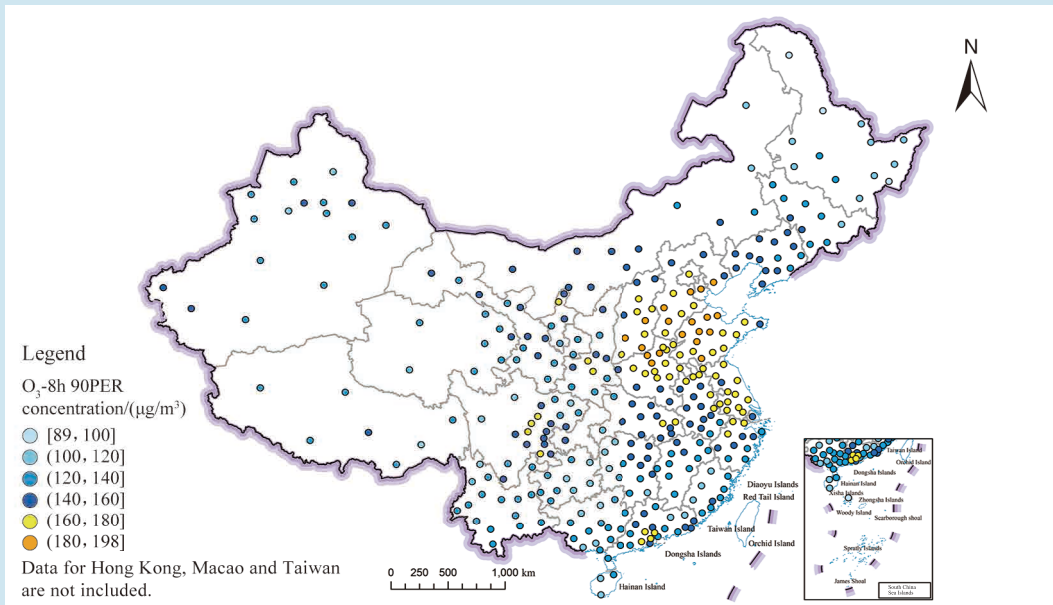 N
Legend
O₃-8h 90PER
concentration/(μg/m³)
[89, 100]
(100, 120]
(120, 140]
(140, 160]
(160, 180]
(180, 198]
Data for Hong Kong, Macao and Taiwan
are not included.
0 250 500 1,000 km
Diaoyu Islands
Red Tail Island
Taiwan Island
Orchid Island
Dongsha Islands
Hainan Island
Taiwan Island
Orchid Island
Dongsha Islands
Hainan Island
Xisha Islands
Zhongsha Islands
Woody Island
Scarborough shoal
Spratly Islands
James Shoal
South China
Sea Islands